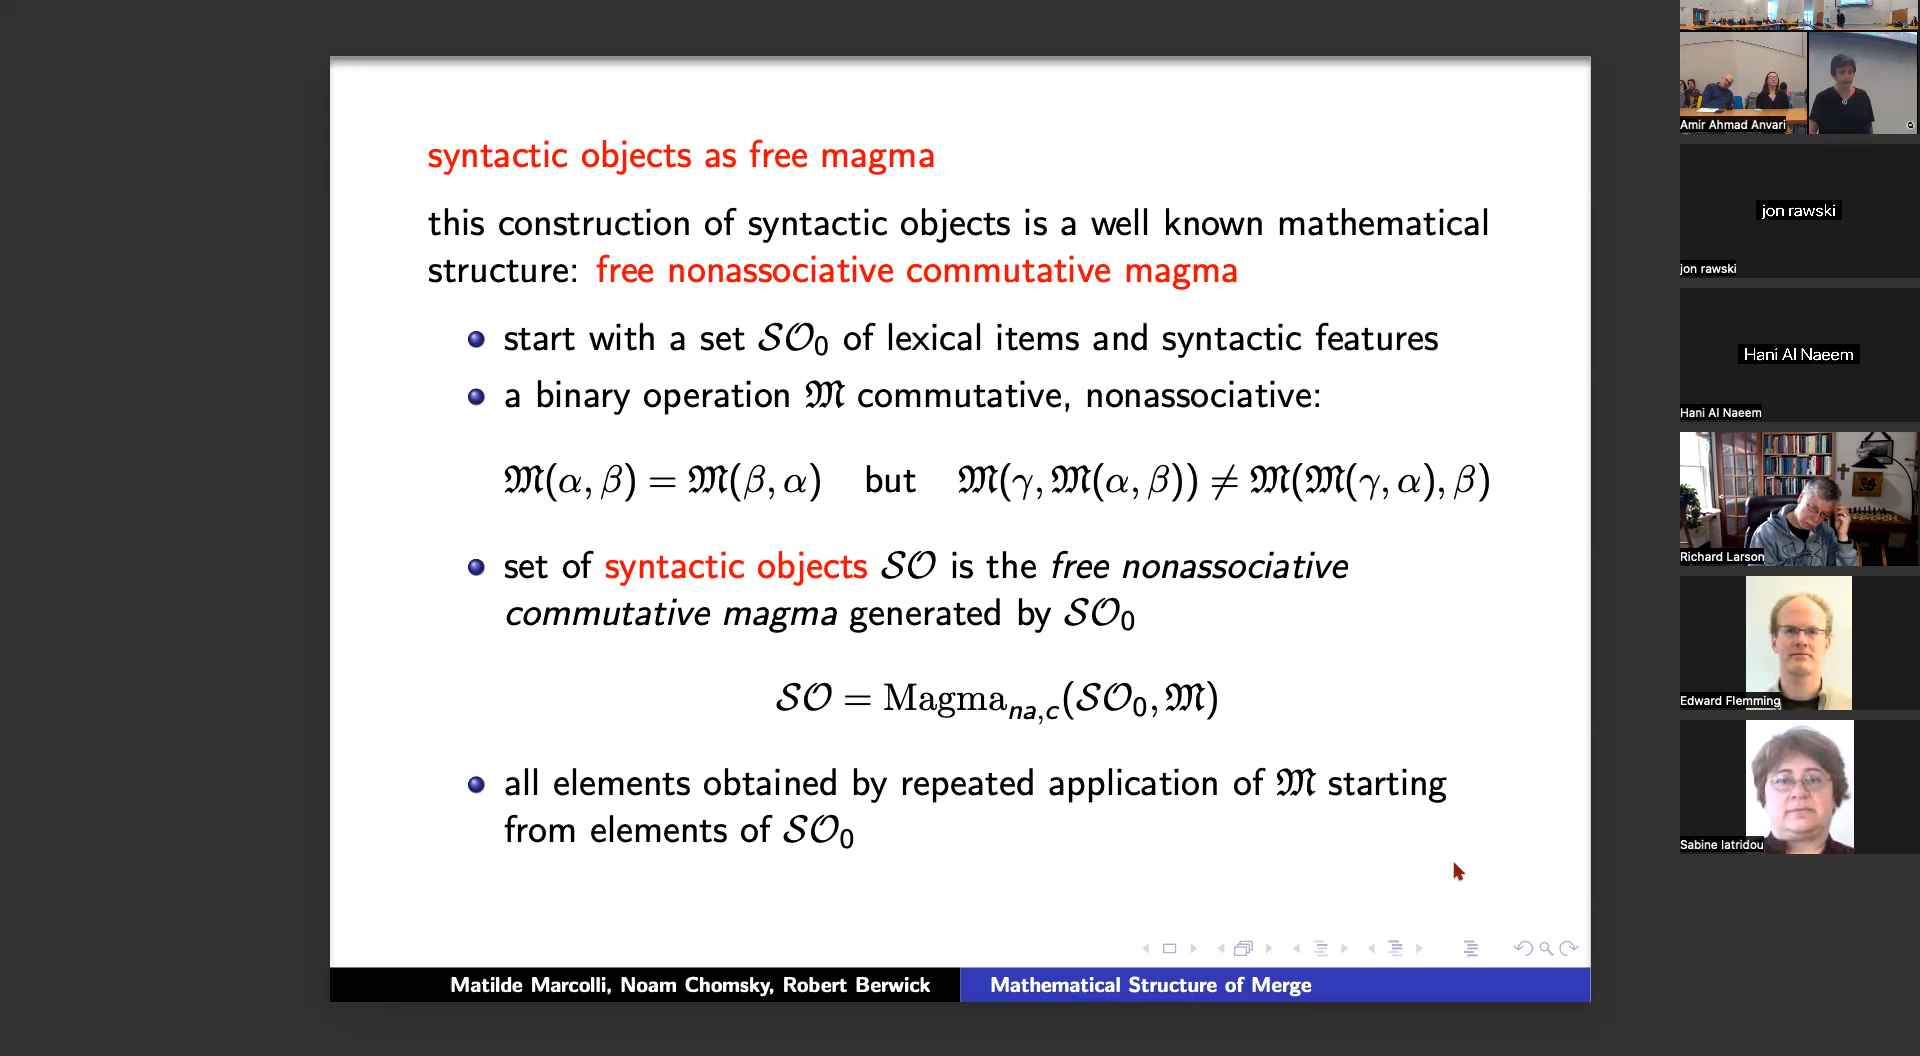 syntactic objects as free magma
this construction of syntactic objects is a well known mathematical
structure: free nonassociative commutative magma
start with a set 𝒮𝒪₀ of lexical items and syntactic features
a binary operation 𝔐 commutative, nonassociative:
𝔐(α, β) = 𝔐(β, α) but 𝔐(γ, 𝔐(α, β)) ≠ 𝔐(𝔐(γ, α), β)
set of syntactic objects 𝒮𝒪 is the free nonassociative
commutative magma generated by 𝒮𝒪₀
𝒮𝒪 = Magma_{na,c}(𝒮𝒪₀, 𝔐)
all elements obtained by repeated application of 𝔐 starting
from elements of 𝒮𝒪₀
Matilde Marcolli, Noam Chomsky, Robert Berwick
Mathematical Structure of Merge
Amir Ahmad Anvari
jon rawski
jon rawski
Hani Al Naeem
Hani Al Naeem
Richard Larson
Edward Flemming
Sabine Iatridou